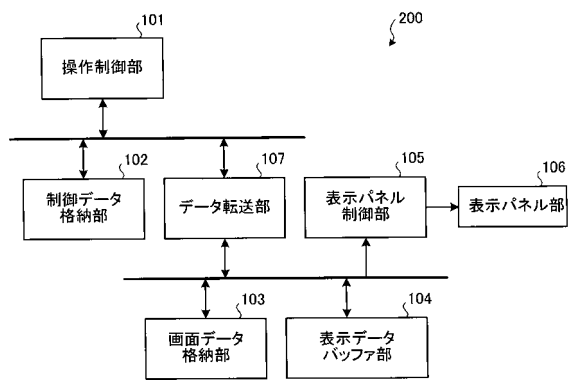 101
200
操作制御部
102
107
105
106
制御データ
格納部
データ転送部
表示パネル
制御部
表示パネル部
103
104
画面データ
格納部
表示データ
バッファ部